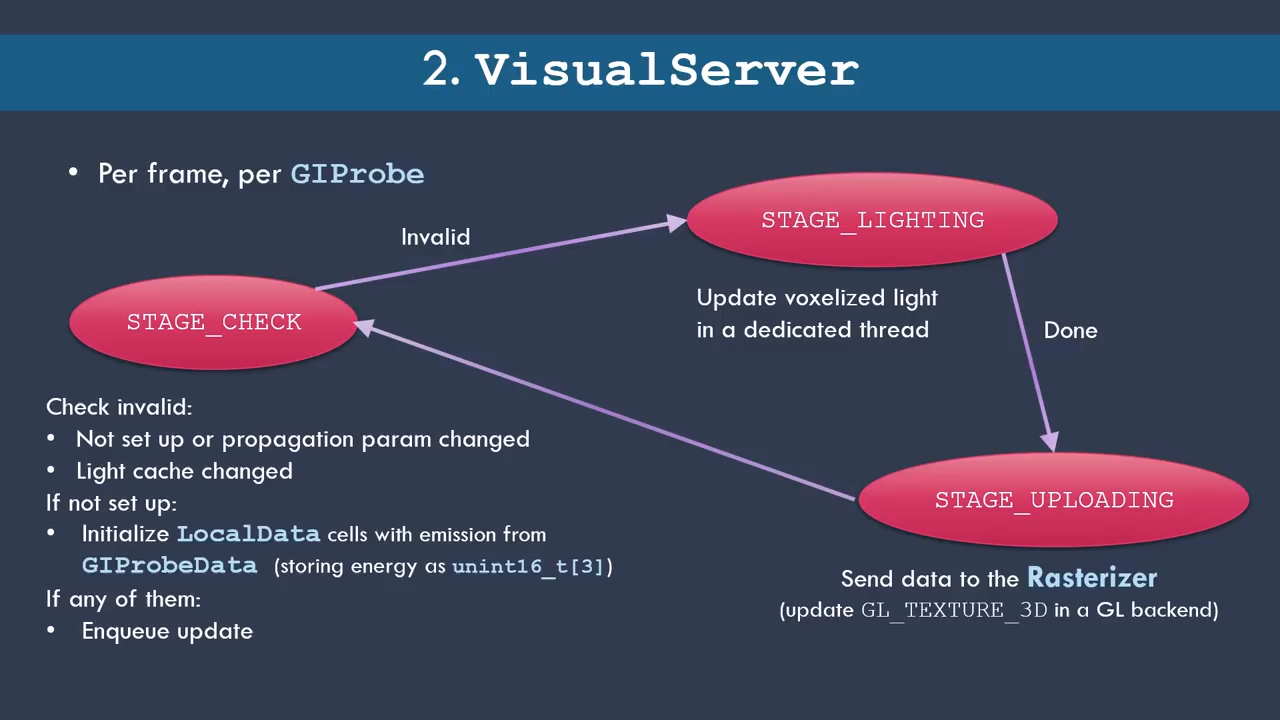 2. VisualServer
• Per frame, per GIProbe
Invalid
STAGE_LIGHTING
STAGE_CHECK
Update voxelized light
in a dedicated thread
Done
Check invalid:
• Not set up or propagation param changed
• Light cache changed
If not set up:
• Initialize LocalData cells with emission from
GIProbeData (storing energy as unint16_t[3])
If any of them:
• Enqueue update
STAGE_UPLOADING
Send data to the Rasterizer
(update GL_TEXTURE_3D in a GL backend)